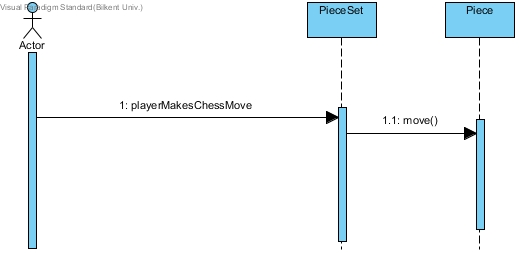 Visual Paradigm Standard(Bilkent Univ.)
PieceSet
Piece
Actor
1: playerMakesChessMove
1.1: move()